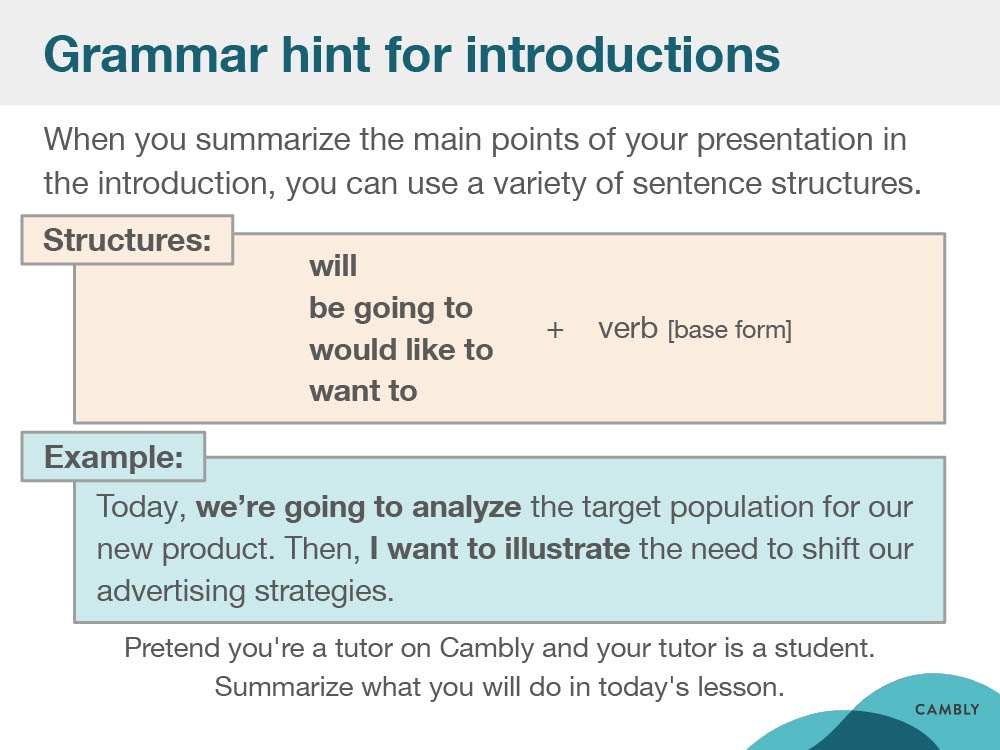 Grammar hint for introductions
When you summarize the main points of your presentation in
the introduction, you can use a variety of sentence structures.
Structures:
will
be going to
would like to
want to
+ verb [base form]
Example:
Today, we’re going to analyze the target population for our
new product. Then, I want to illustrate the need to shift our
advertising strategies.
Pretend you're a tutor on Cambly and your tutor is a student.
Summarize what you will do in today's lesson.
CAMBLY